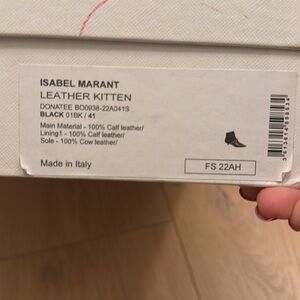 ISABEL MARANT
LEATHER KITTEN
DONATEE BO0938-22A041S
BLACK 01BK / 41
Main Material - 100% Calf leather/
Lining1 - 100% Calf leather/
Sole - 100% Cow leather/
Made in Italy
FS 22AH